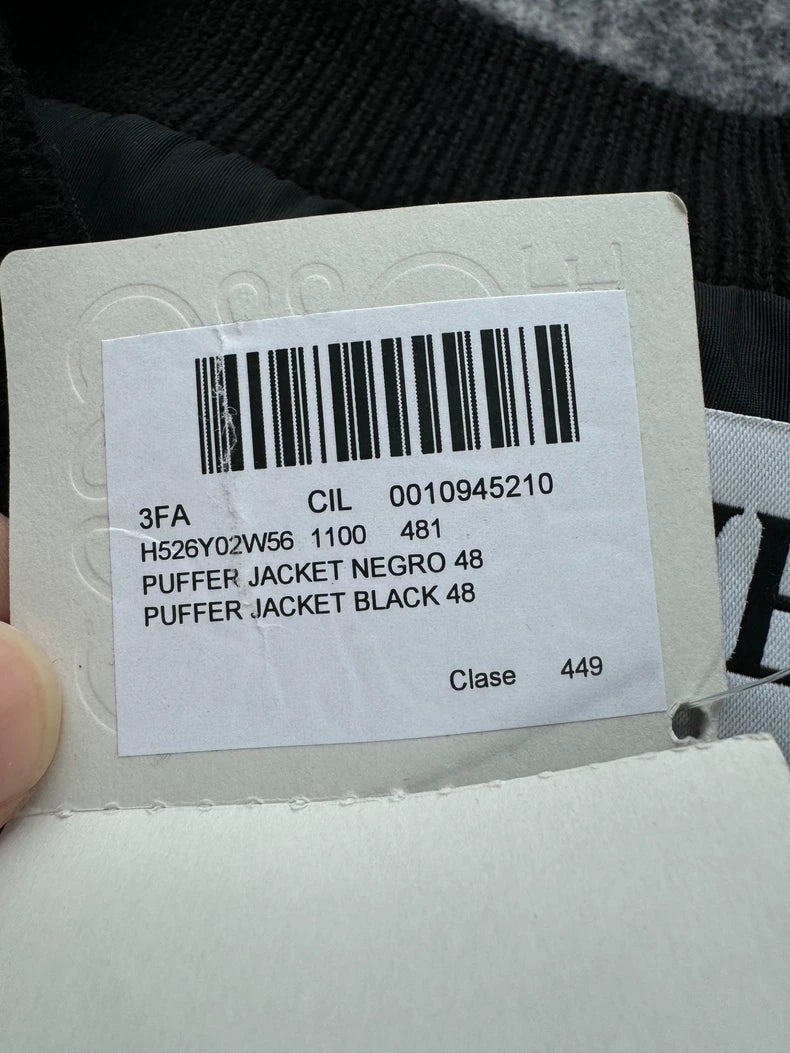 3FA CIL 0010945210
H526Y02W56 1100 481
PUFFER JACKET NEGRO 48
PUFFER JACKET BLACK 48
Clase 449